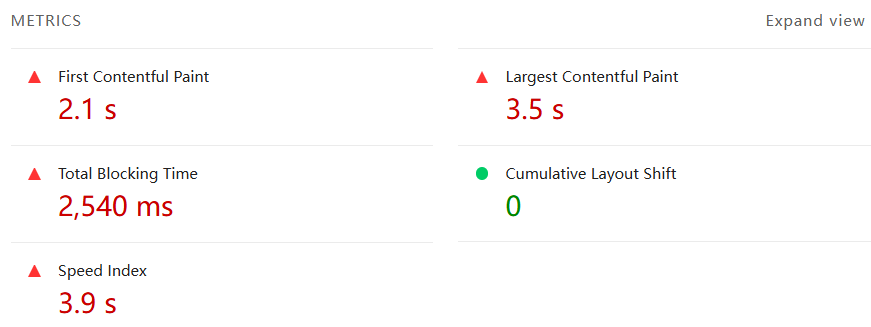 METRICS
Expand view
First Contentful Paint
2.1 s
Largest Contentful Paint
3.5 s
Total Blocking Time
2,540 ms
Cumulative Layout Shift
0
Speed Index
3.9 s